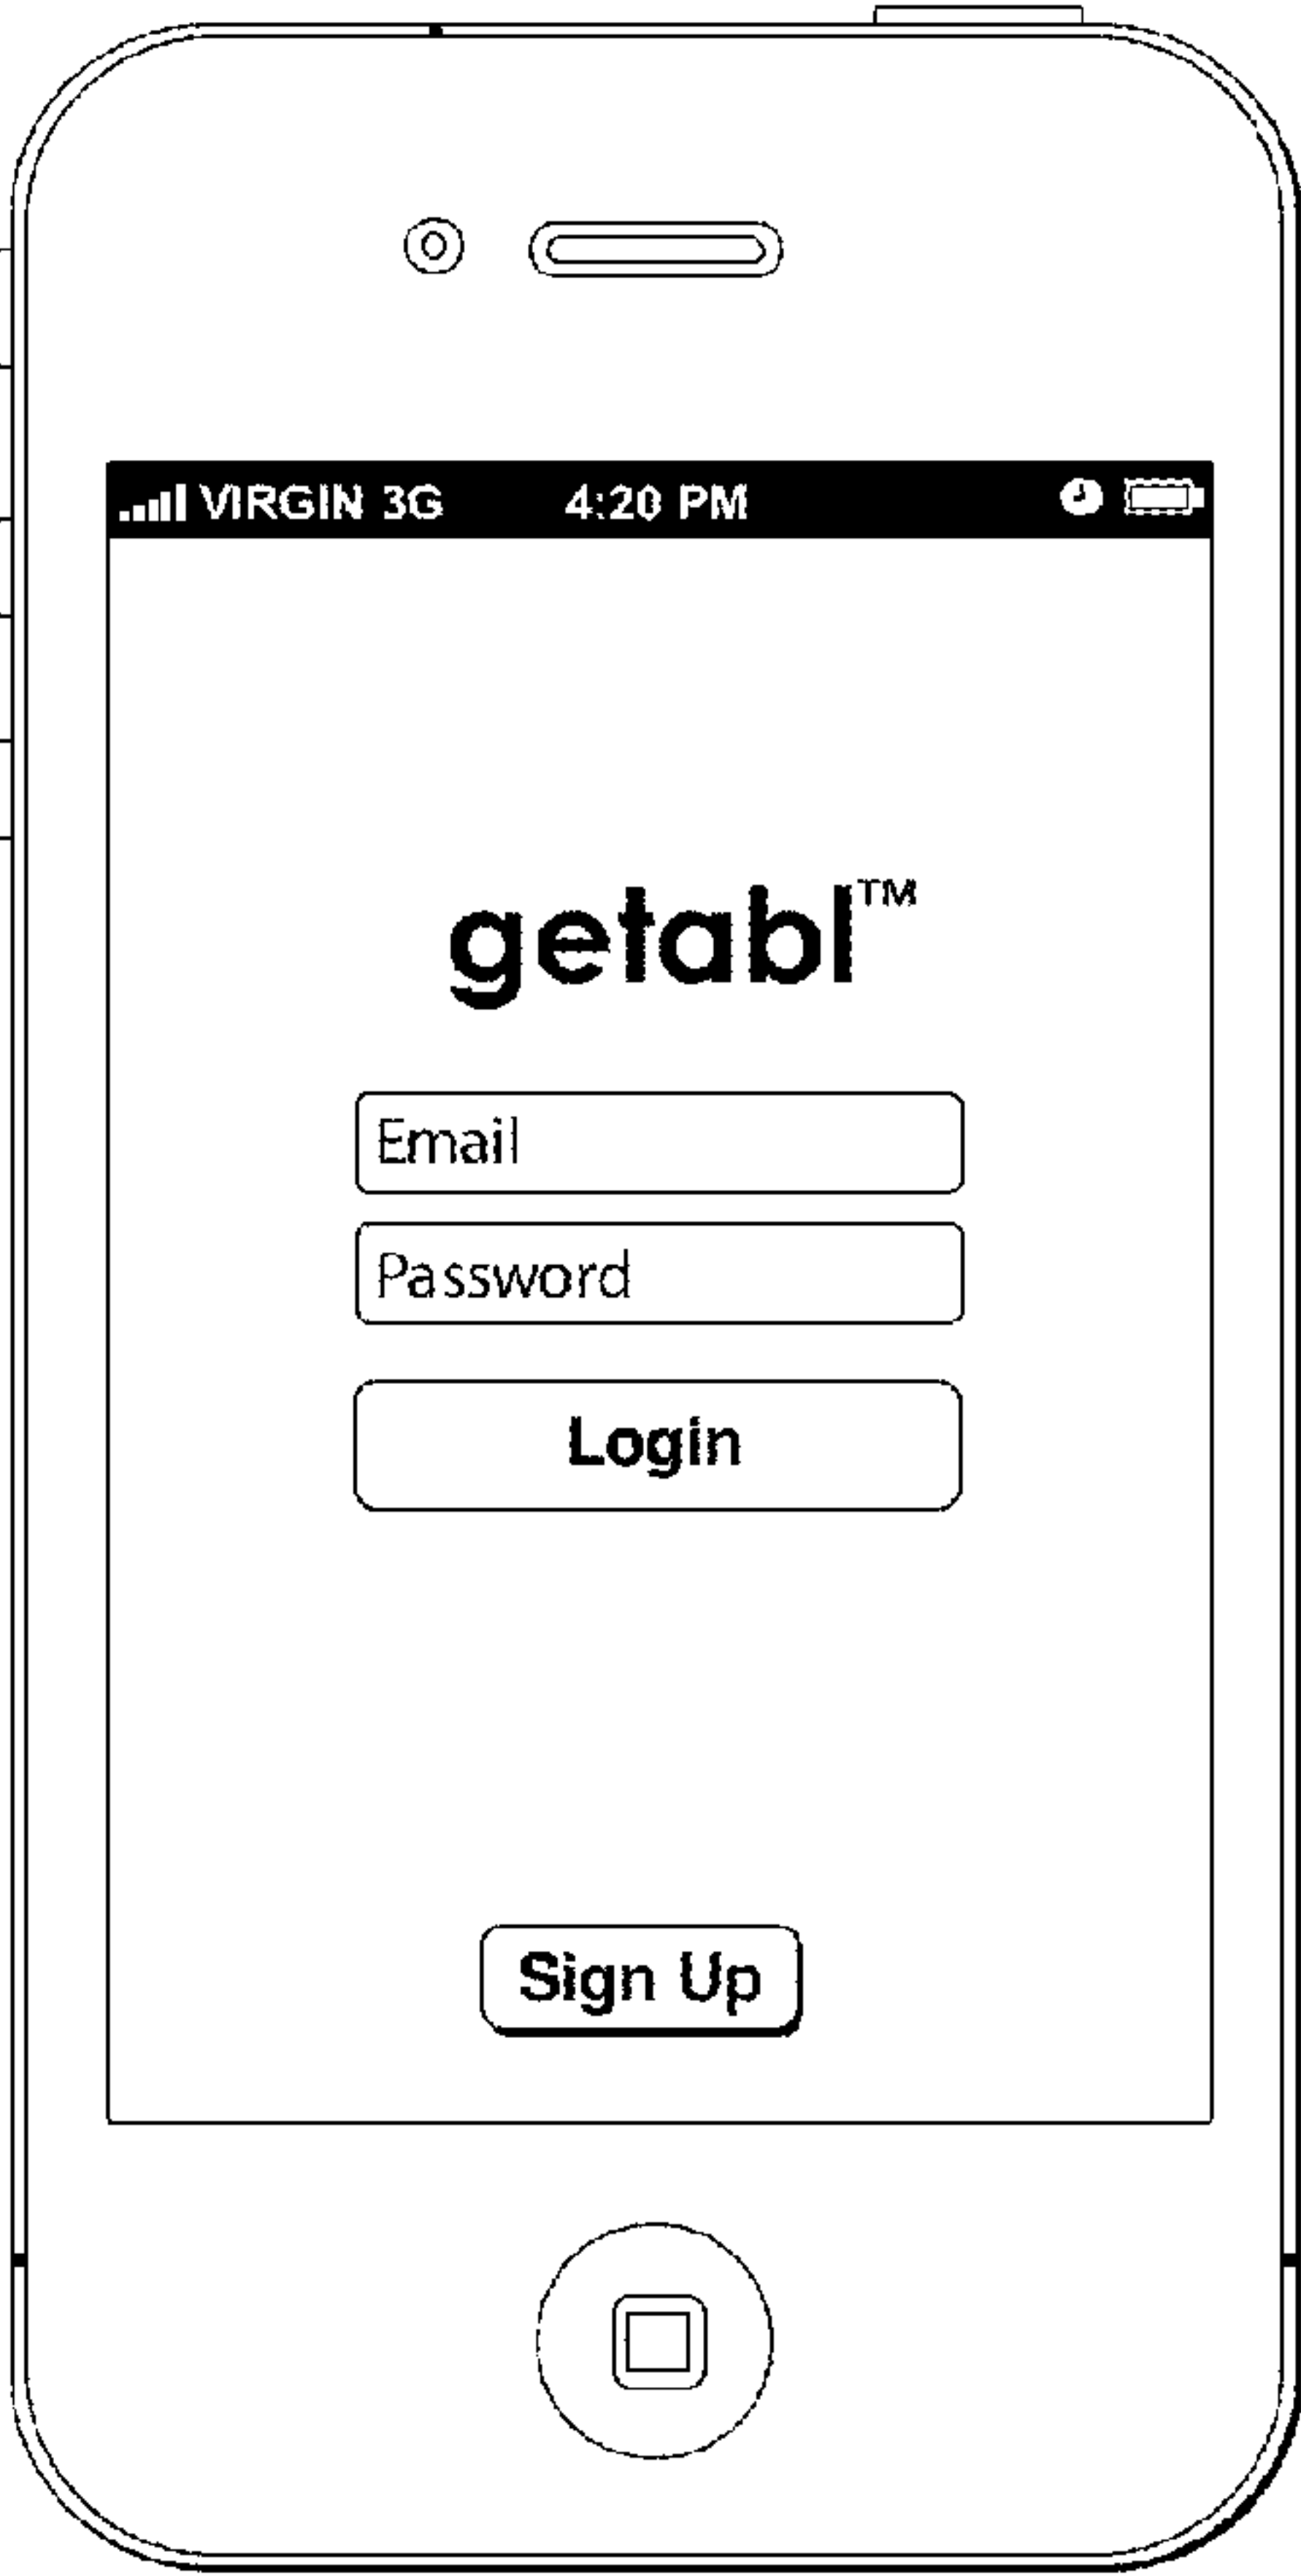 VIRGIN 3G 4:20 PM
getabl™
Email
Password
Login
Sign Up